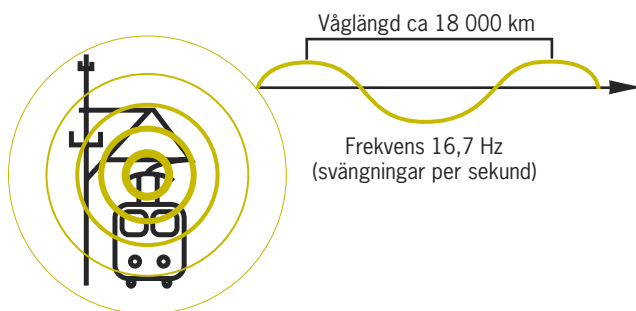 Våglängd ca 18 000 km
Frekvens 16,7 Hz
(svängningar per sekund)